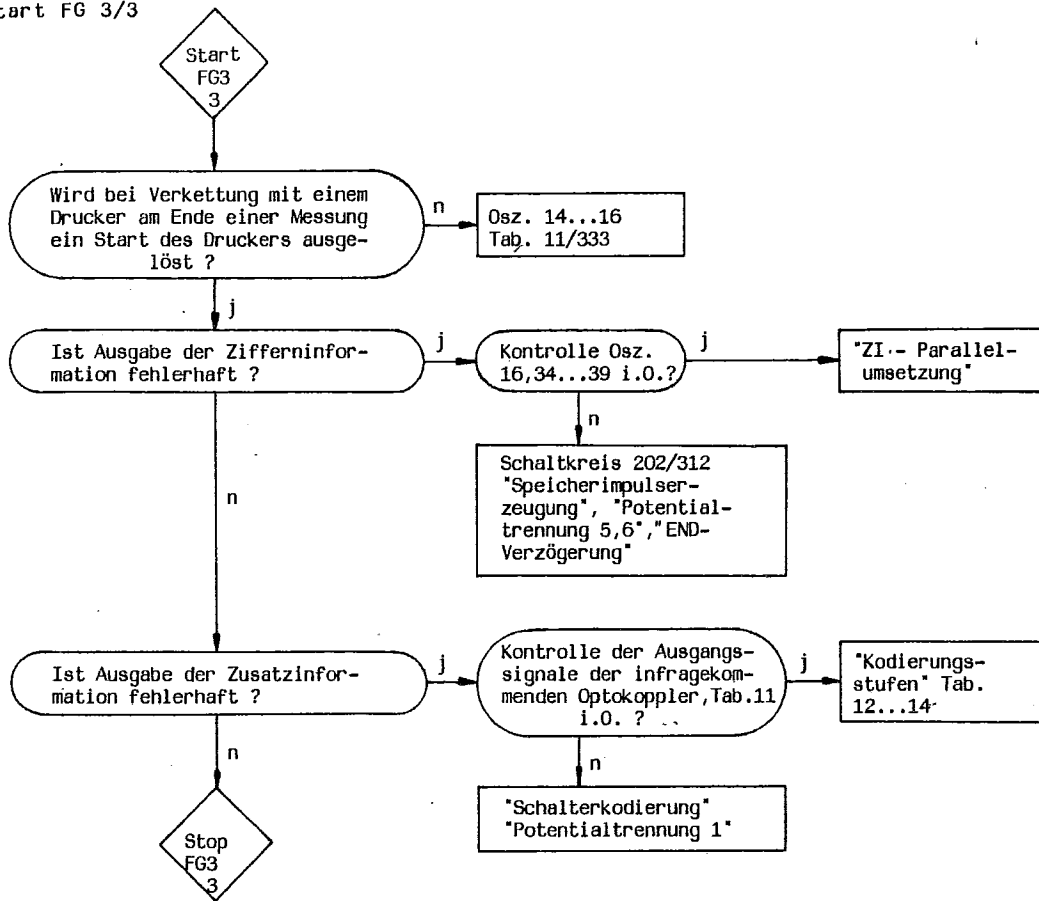 tart FG 3/3
Start
FG3
3
Wird bei Verkettung mit einem
Drucker am Ende einer Messung
ein Start des Druckers ausge-
löst ?
n
Osz. 14...16
Tab. 11/333
j
Ist Ausgabe der Zifferninfor-
mation fehlerhaft ?
j
Kontrolle Osz.
16,34...39 i.O.?
j
"ZI - Parallel-
umsetzung"
n
Schaltkreis 202/312
"Speicherimpulser-
zeugung", "Potential-
trennung 5,6","END-
Verzögerung"
n
Ist Ausgabe der Zusatzinfor-
mation fehlerhaft ?
j
Kontrolle der Ausgangs-
signale der infragekom-
menden Optokoppler,Tab.11
i.O. ?
j
"Kodierungs-
stufen" Tab.
12...14
n
"Schalterkodierung"
"Potentialtrennung 1"
n
Stop
FG3
3